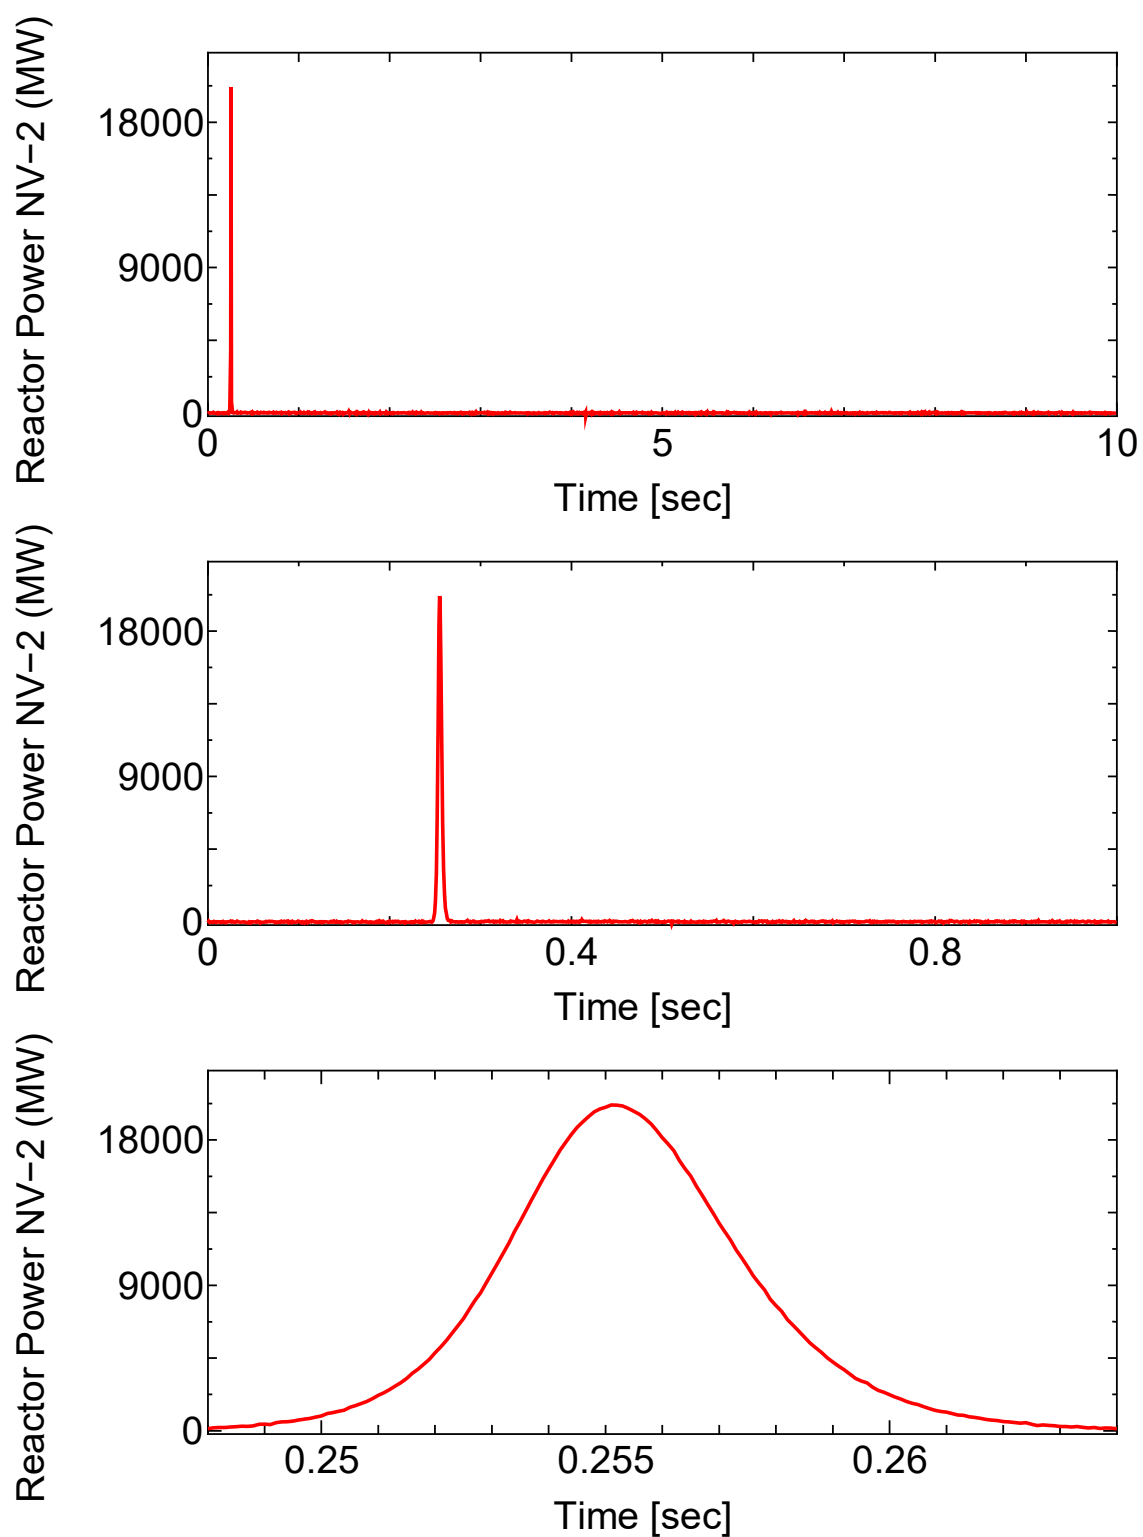 Reactor Power NV−2 (MW)
18000
9000
0
0 5 10
Time [sec]
Reactor Power NV−2 (MW)
18000
9000
0
0 0.4 0.8
Time [sec]
Reactor Power NV−2 (MW)
18000
9000
0
0.25 0.255 0.26
Time [sec]